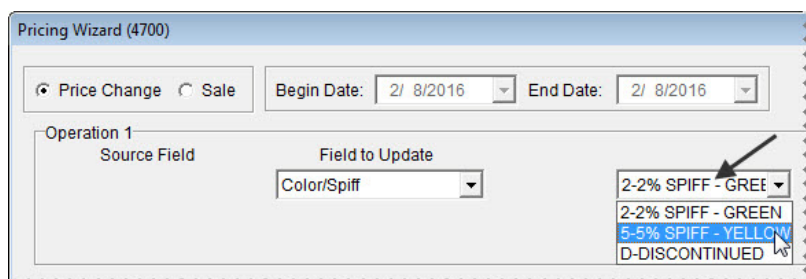 Pricing Wizard (4700)
Price Change Sale Begin Date: 2/ 8/2016 End Date: 2/ 8/2016
Operation 1
Source Field Field to Update
Color/Spiff 2-2% SPIFF - GREE
2-2% SPIFF - GREEN
5-5% SPIFF - YELLOW
D-DISCONTINUED